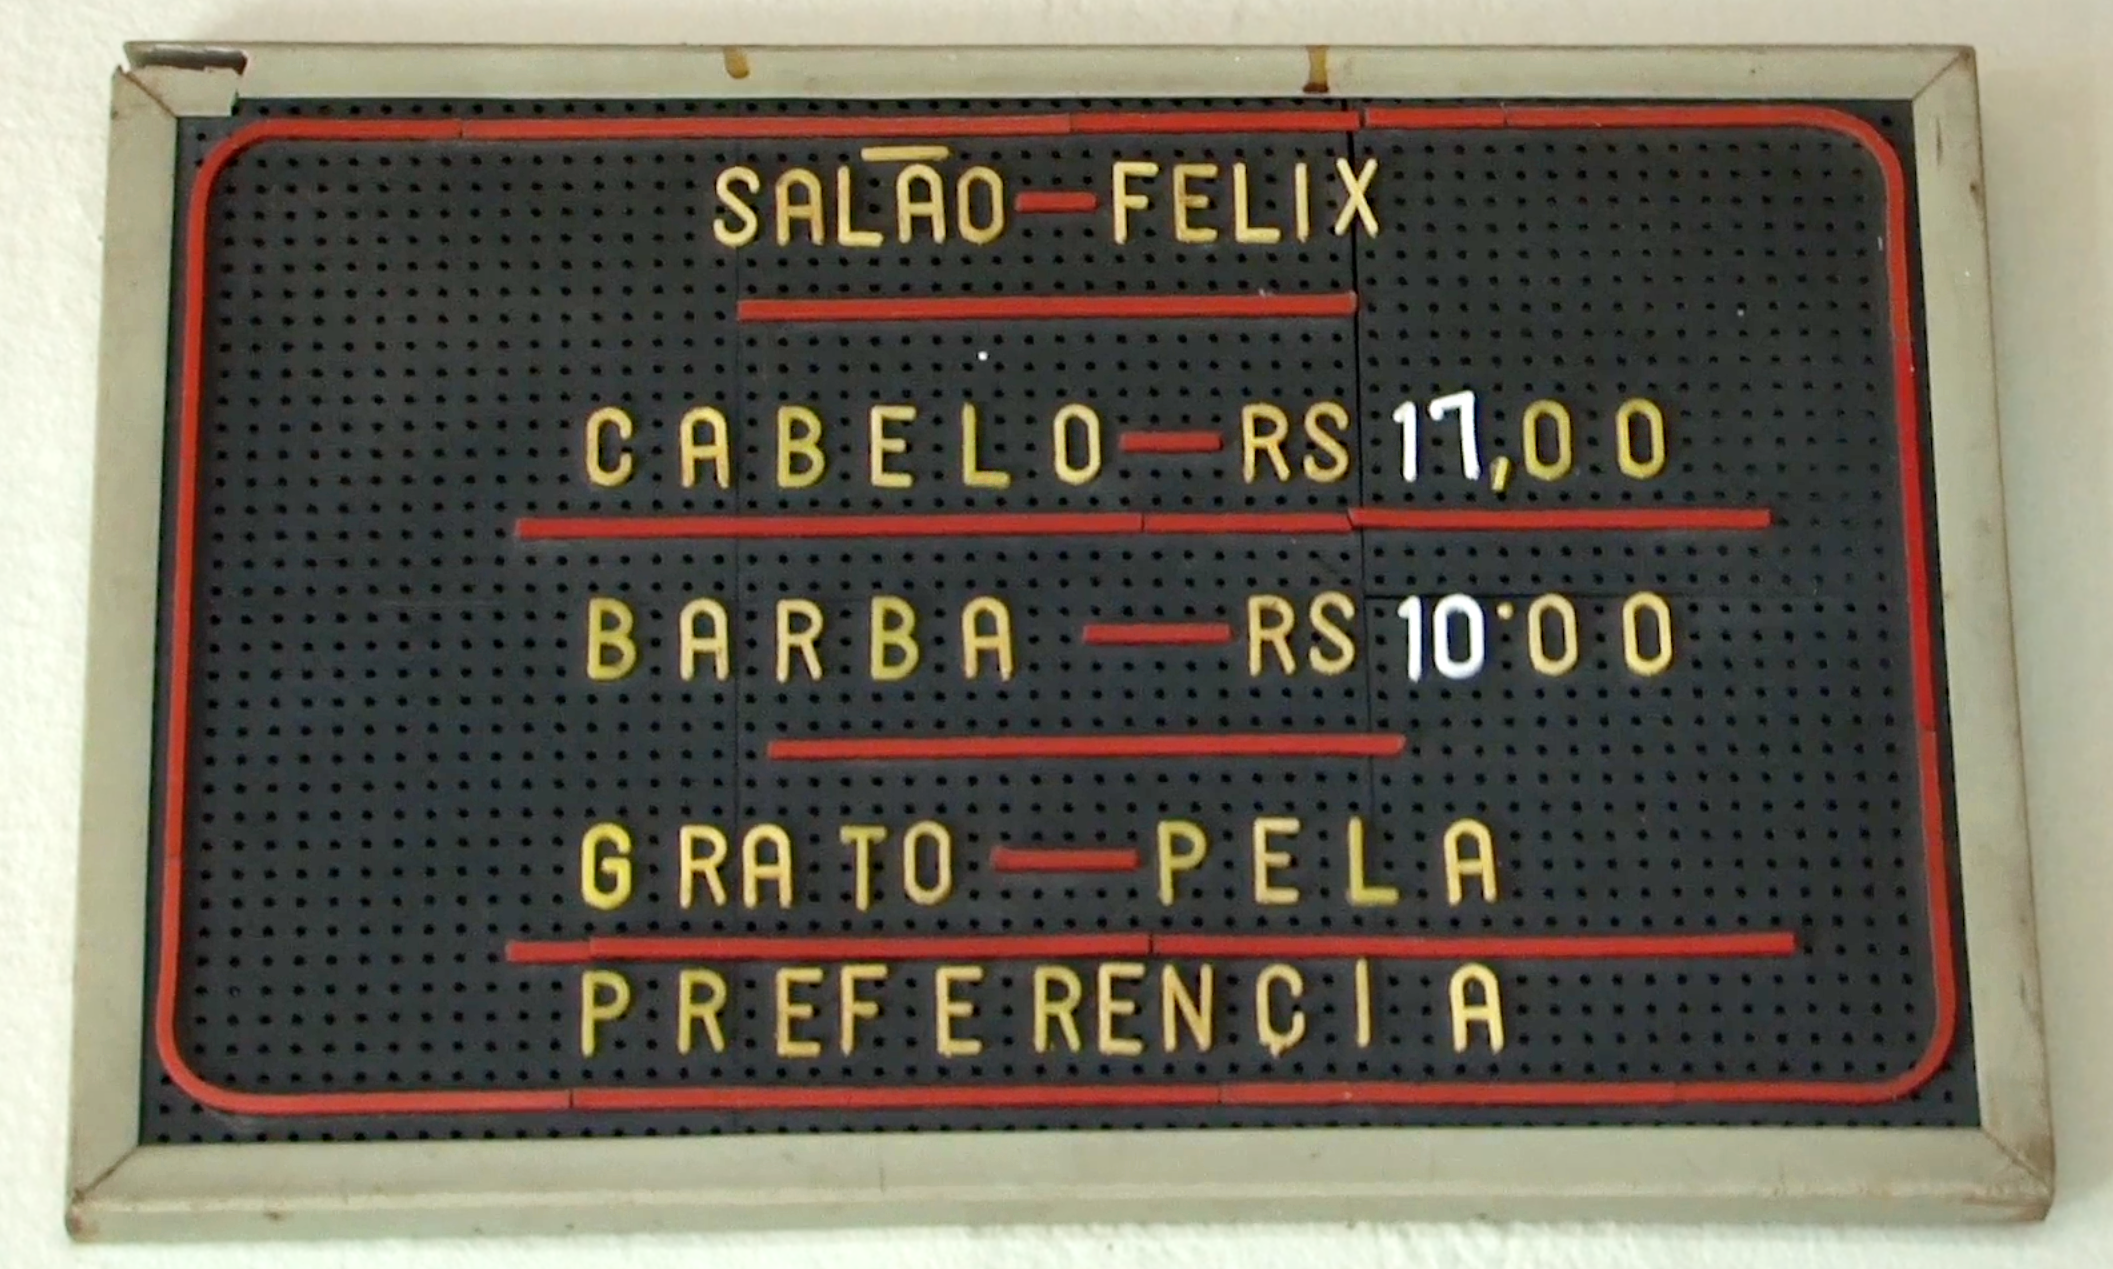 SALÃO-FELIX
CABELO-RS 17,00
BARBA-RS 10·00
GRATO-PELA
PREFERENÇIA